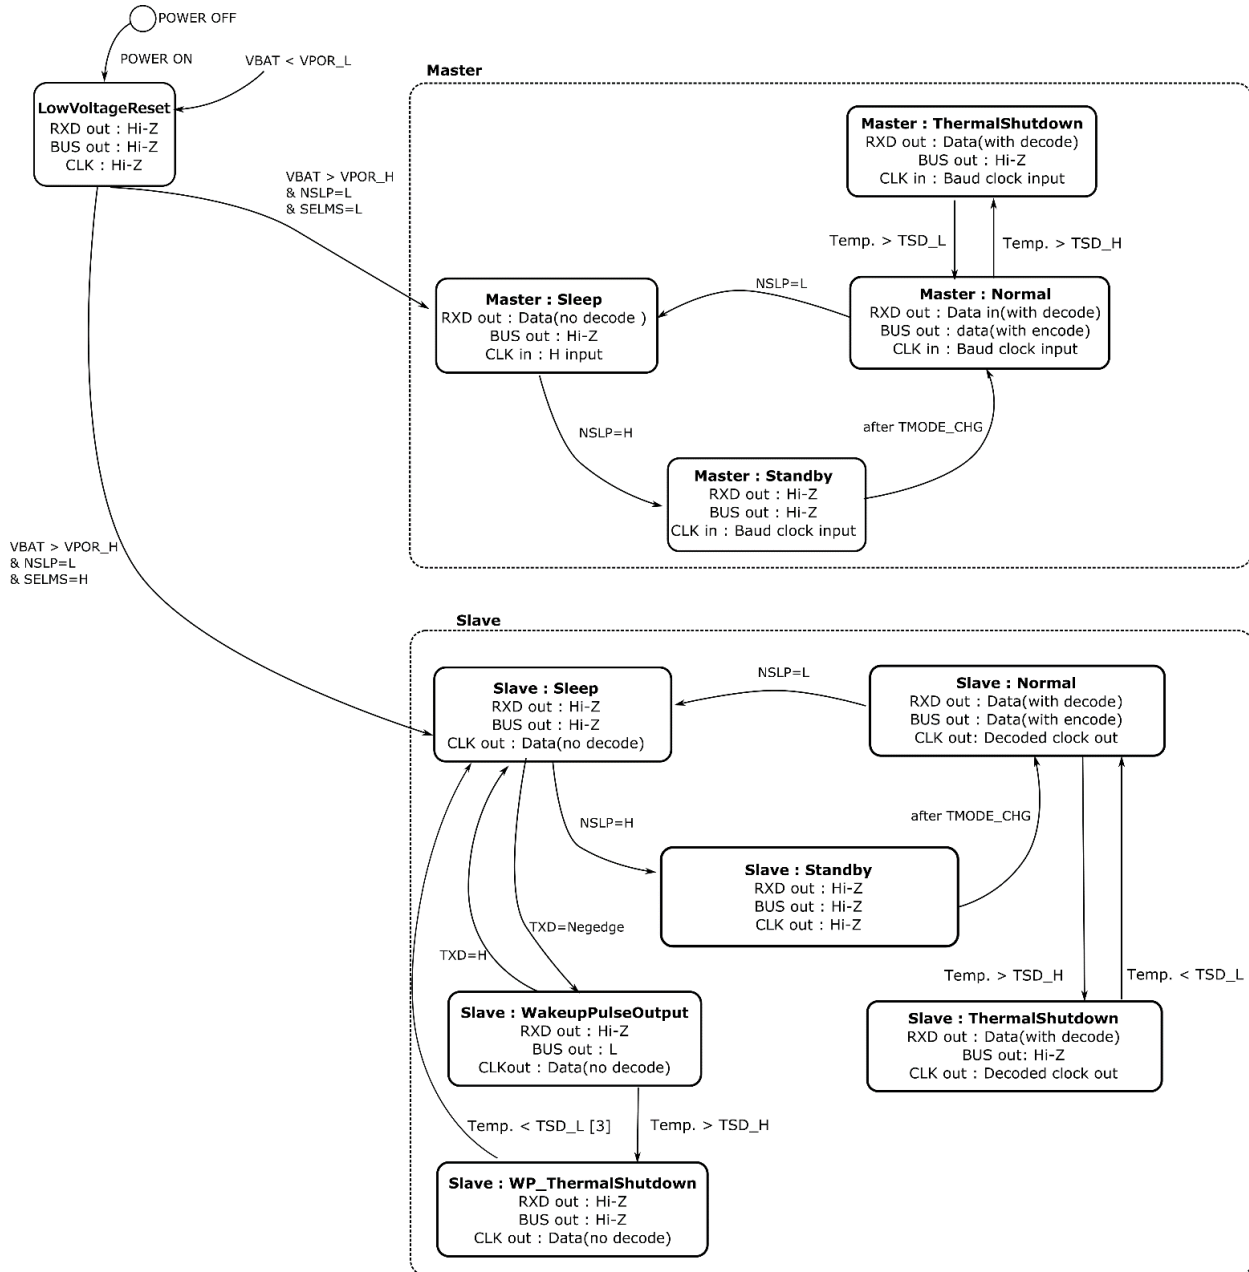 POWER OFF
POWER ON
VBAT < VPOR_L
LowVoltageReset
RXD out : Hi-Z
BUS out : Hi-Z
CLK : Hi-Z
VBAT > VPOR_H
& NSLP=L
& SELMS=L
Master
Master : ThermalShutdown
RXD out : Data(with decode)
BUS out : Hi-Z
CLK in : Baud clock input
Temp. > TSD_L
Temp. > TSD_H
Master : Sleep
RXD out : Data(no decode )
BUS out : Hi-Z
CLK in : H input
NSLP=L
Master : Normal
RXD out : Data in(with decode)
BUS out : data(with encode)
CLK in : Baud clock input
NSLP=H
after TMODE_CHG
Master : Standby
RXD out : Hi-Z
BUS out : Hi-Z
CLK in : Baud clock input
VBAT > VPOR_H
& NSLP=L
& SELMS=H
Slave
Slave : Sleep
RXD out : Hi-Z
BUS out : Hi-Z
CLK out : Data(no decode)
NSLP=L
Slave : Normal
RXD out : Data(with decode)
BUS out : Data(with encode)
CLK out: Decoded clock out
NSLP=H
after TMODE_CHG
Slave : Standby
RXD out : Hi-Z
BUS out : Hi-Z
CLK out : Hi-Z
TXD=Negedge
TXD=H
Temp. > TSD_H
Temp. < TSD_L
Slave : WakeupPulseOutput
RXD out : Hi-Z
BUS out : L
CLKout : Data(no decode)
Slave : ThermalShutdown
RXD out : Data(with decode)
BUS out: Hi-Z
CLK out : Decoded clock out
Temp. < TSD_L [3]
Temp. > TSD_H
Slave : WP_ThermalShutdown
RXD out : Hi-Z
BUS out : Hi-Z
CLK out : Data(no decode)